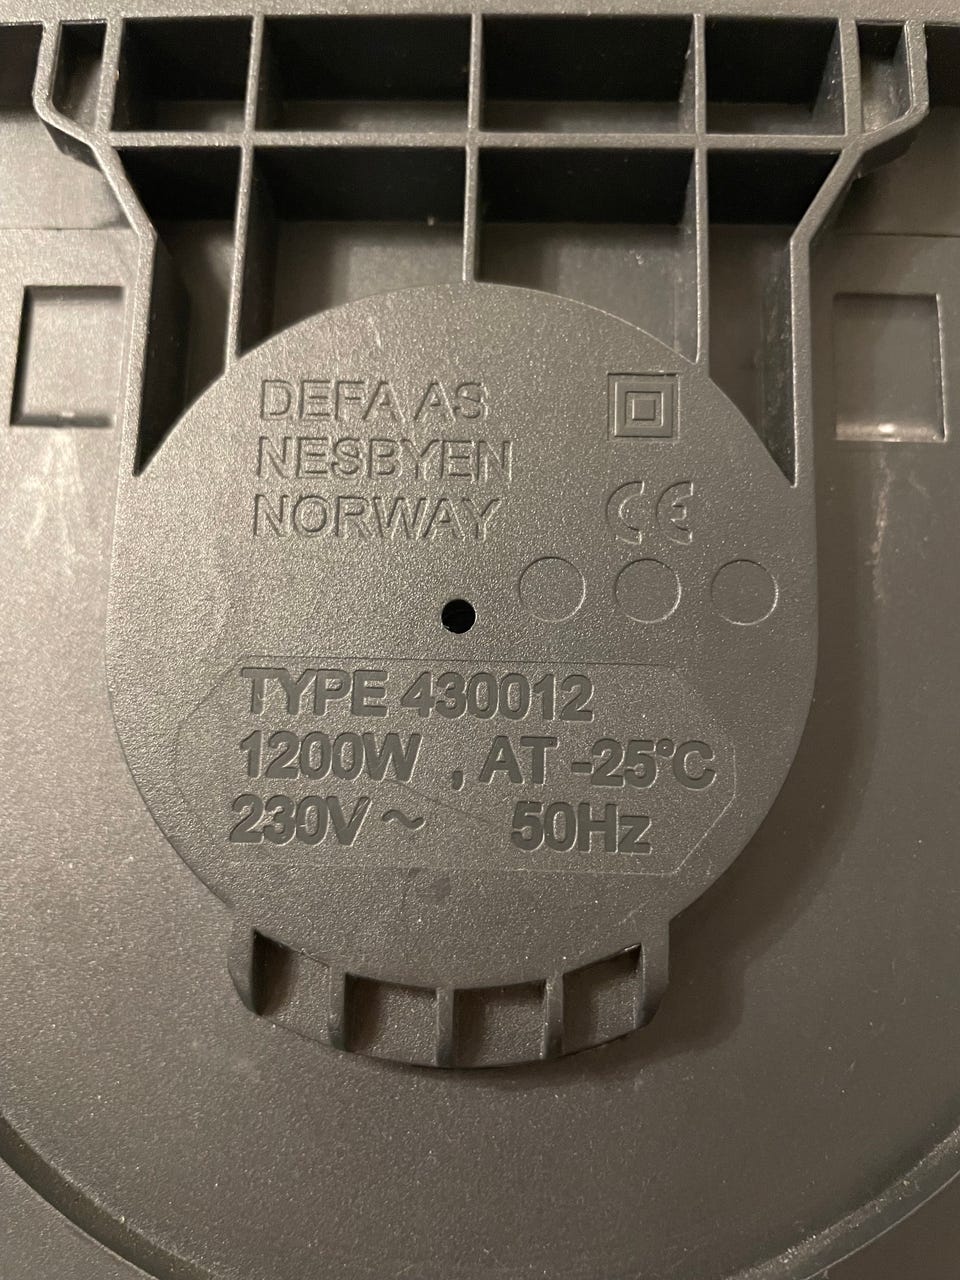 DEFA AS
NESBYEN
NORWAY
CE
TYPE 430012
1200W , AT -25°C
230V ~ 50Hz